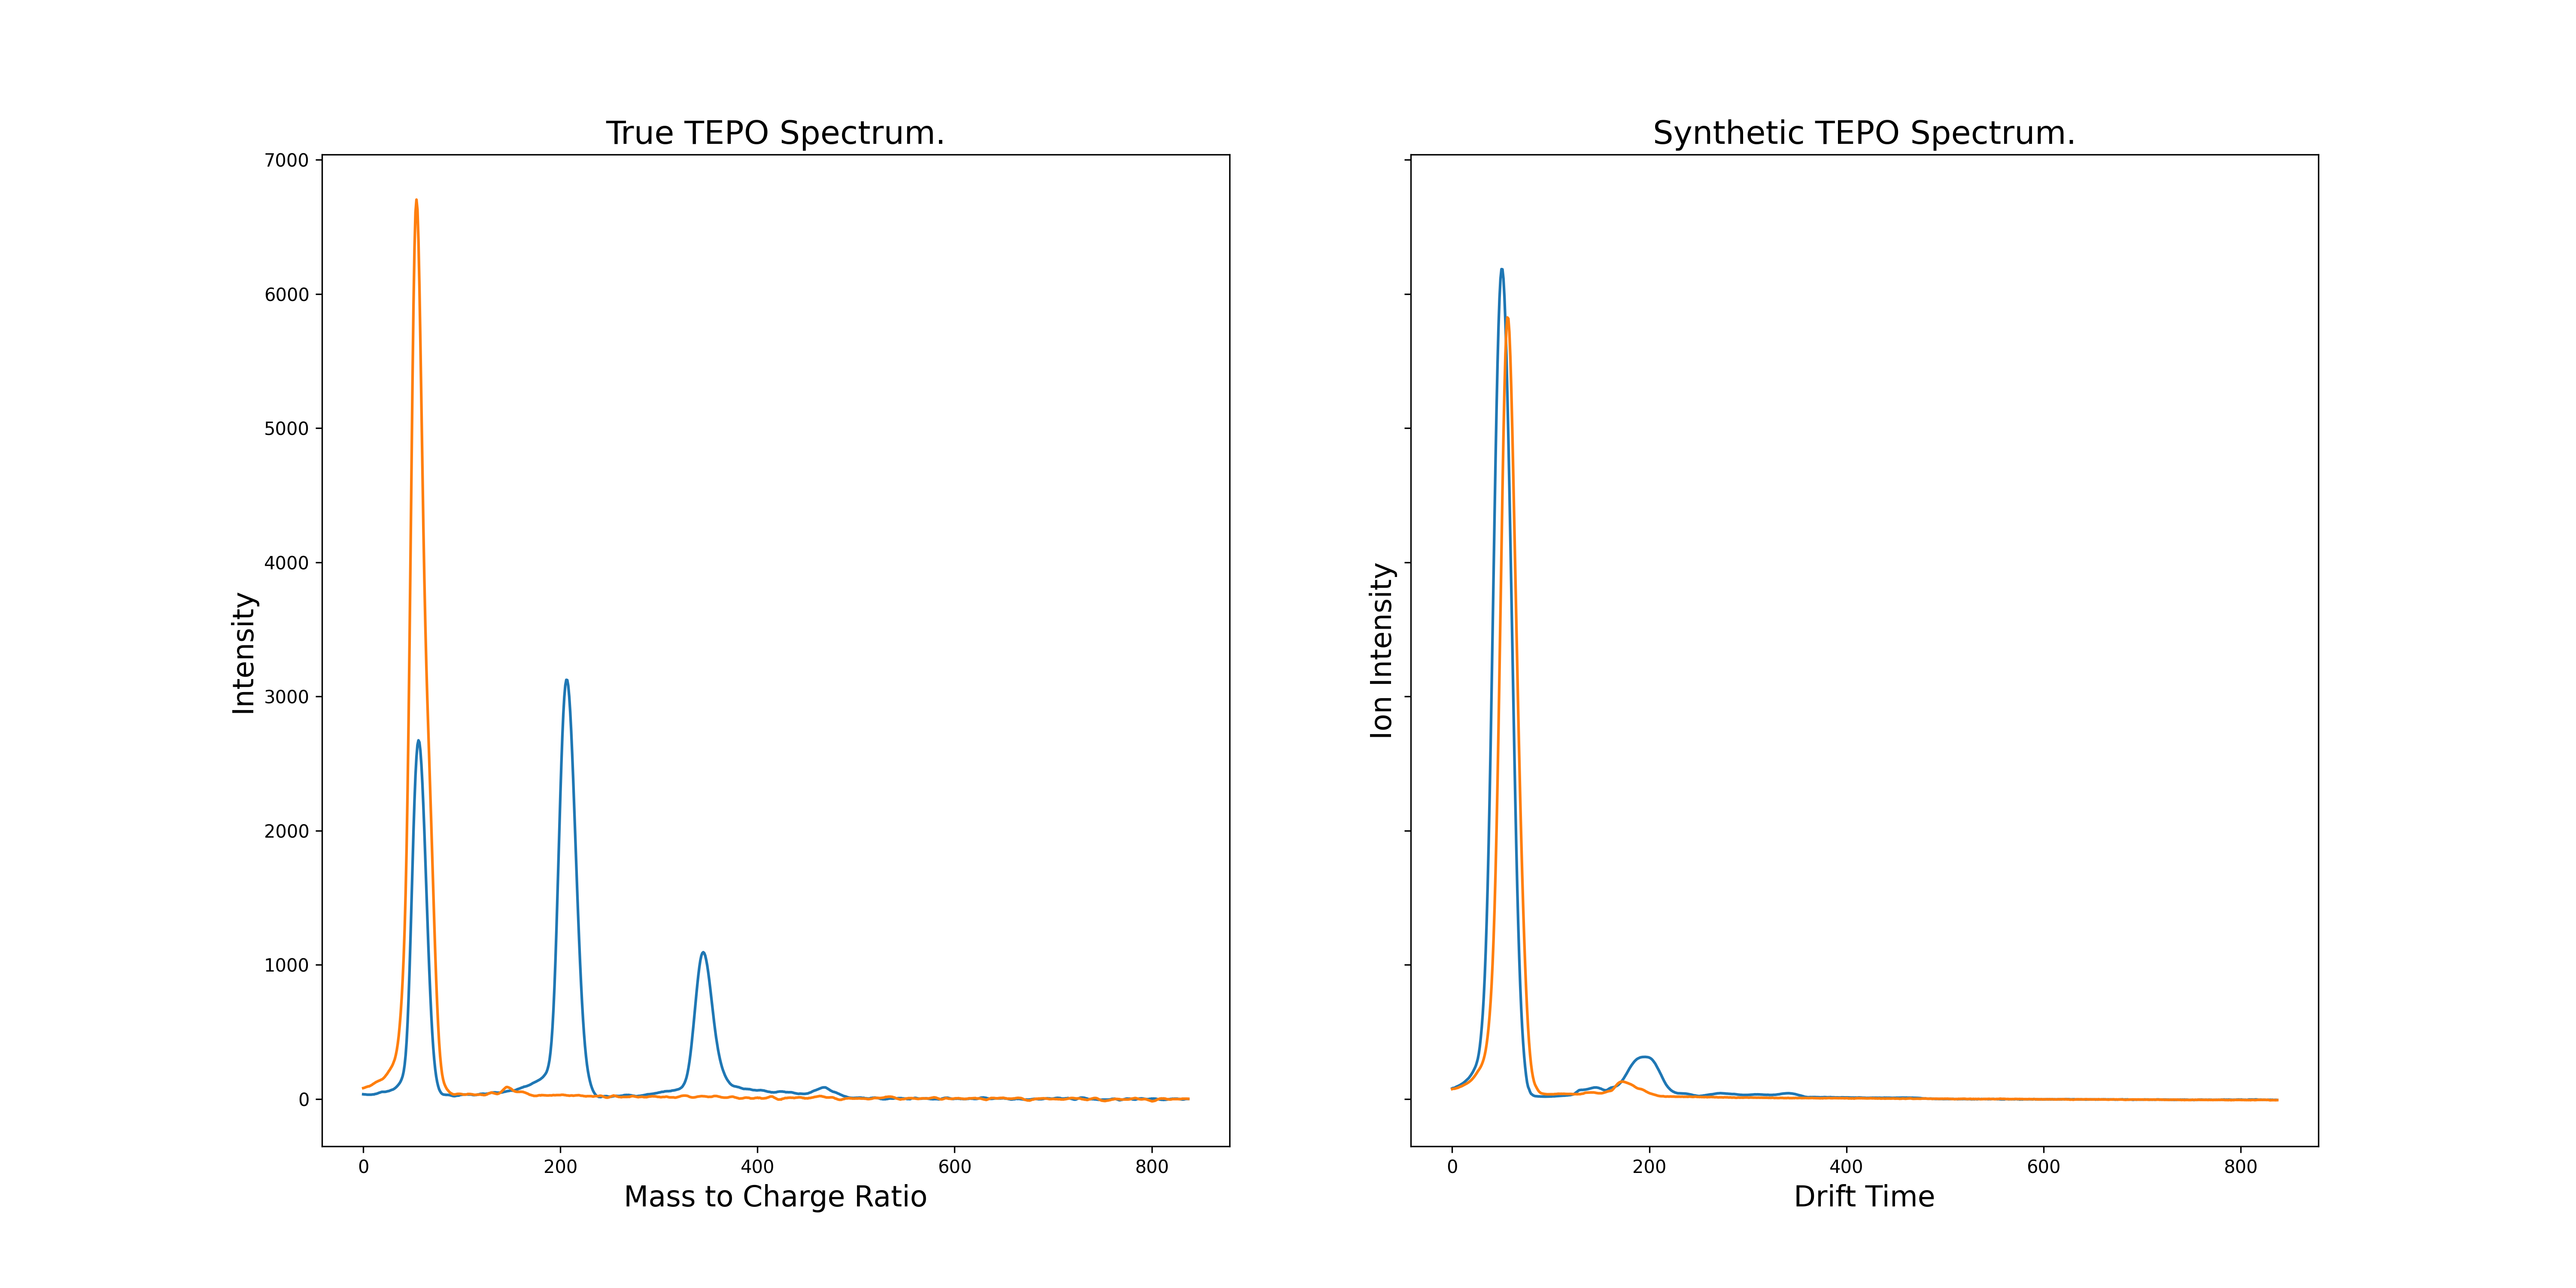 True TEPO Spectrum.
7000
6000
5000
4000
3000
2000
1000
0
Intensity
0 200 400 600 800
Mass to Charge Ratio
Synthetic TEPO Spectrum.
Ion Intensity
0 200 400 600 800
Drift Time